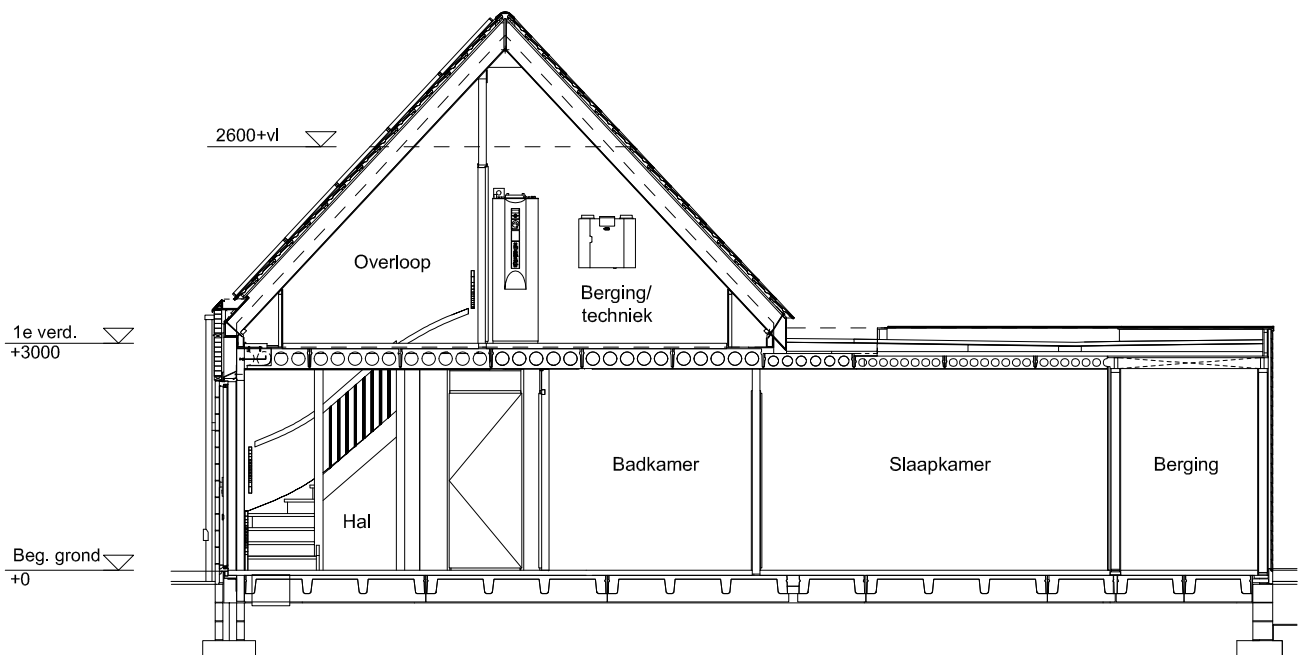 2600+vl
Overloop
Berging/
techniek
1e verd.
+3000
Badkamer
Slaapkamer
Berging
Hal
Beg. grond
+0